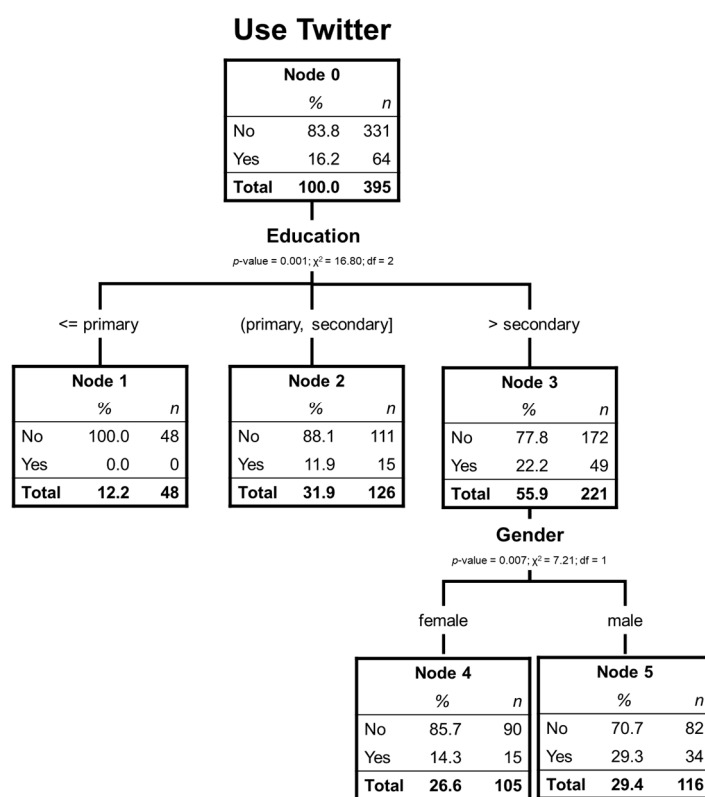 Use Twitter
Node 0
% n
No 83.8 331
Yes 16.2 64
Total 100.0 395
Education
p-value = 0.001; χ² = 16.80; df = 2
<= primary (primary, secondary] > secondary
Node 1 Node 2 Node 3
% n % n % n
No 100.0 48 No 88.1 111 No 77.8 172
Yes 0.0 0 Yes 11.9 15 Yes 22.2 49
Total 12.2 48 Total 31.9 126 Total 55.9 221
Gender
p-value = 0.007; χ² = 7.21; df = 1
female male
Node 4 Node 5
% n % n
No 85.7 90 No 70.7 82
Yes 14.3 15 Yes 29.3 34
Total 26.6 105 Total 29.4 116